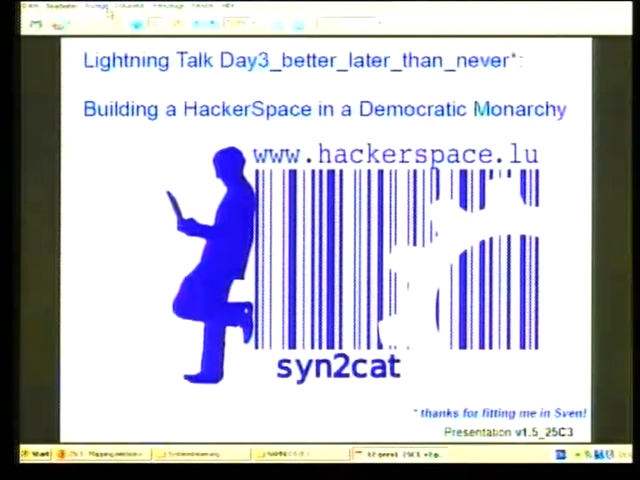 Lightning Talk Day3_better_later_than_never*:
Building a HackerSpace in a Democratic Monarchy
www.hackerspace.lu
syn2cat
* thanks for fitting me in Sven!
Presentation v1.5_25C3
Start